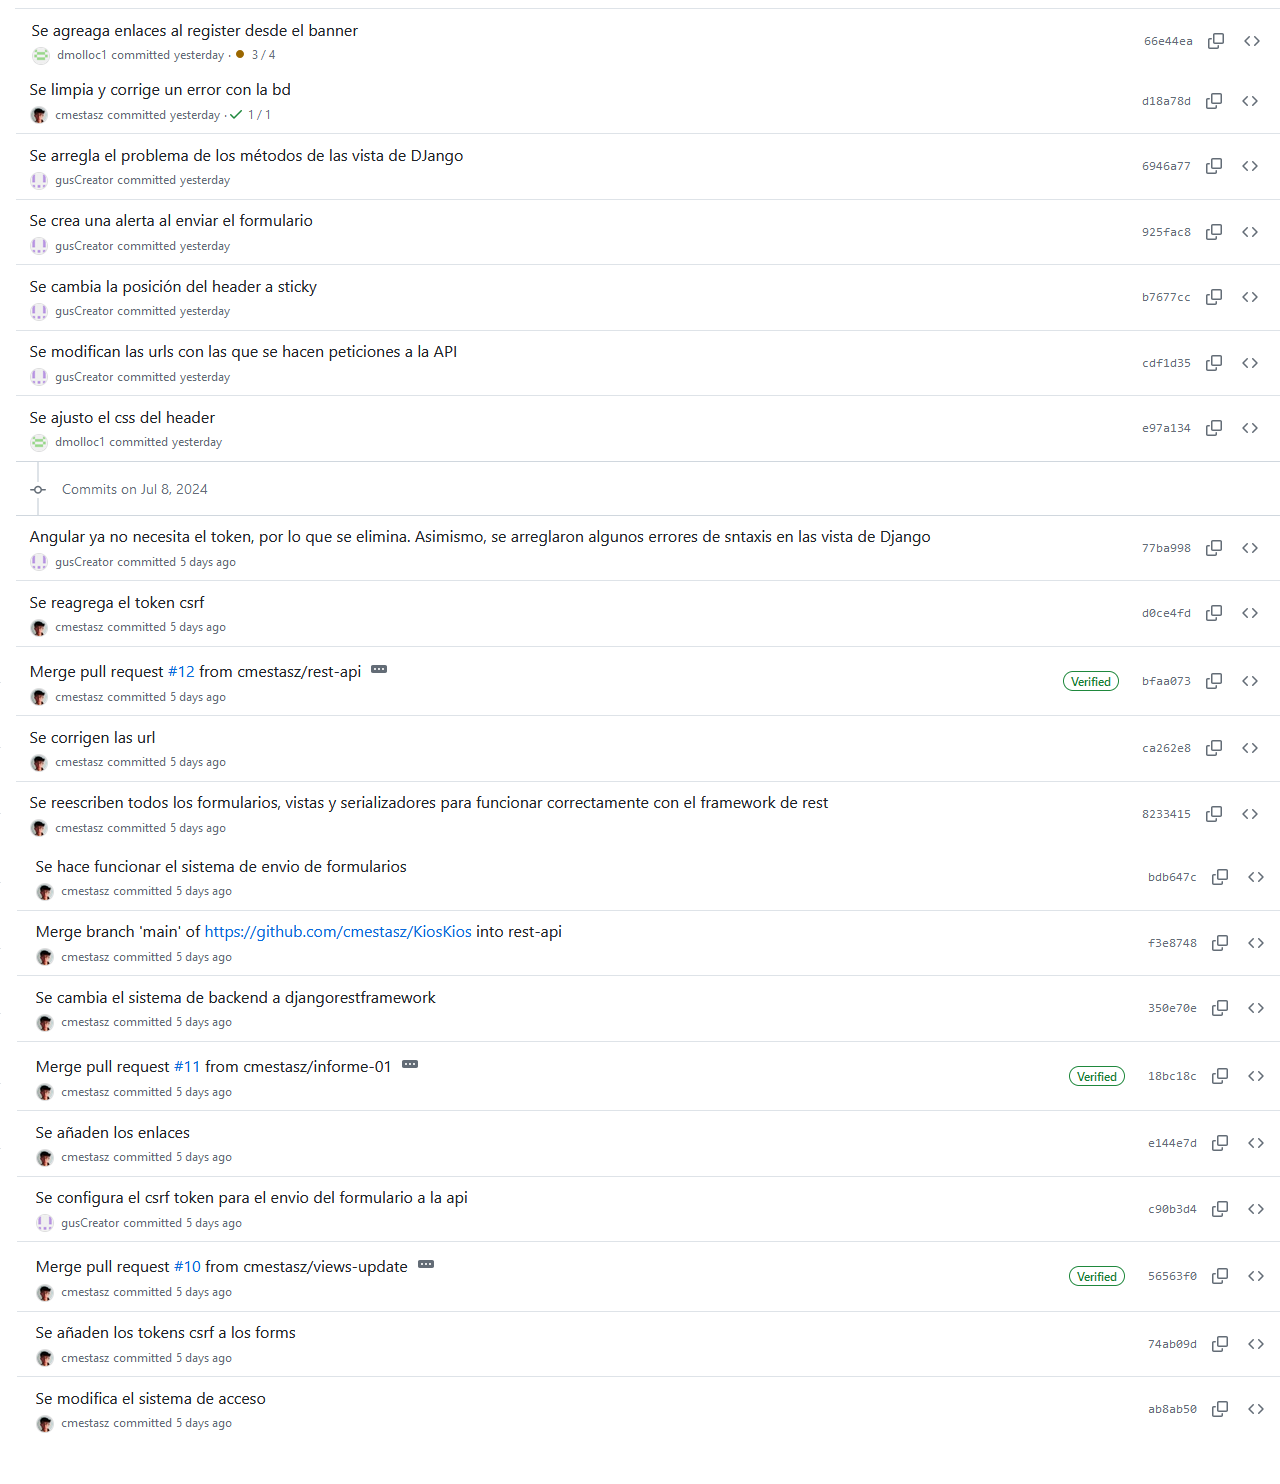 Se agreaga enlaces al register desde el banner
dmolloc1 committed yesterday · 3 / 4
66e44ea
Se limpia y corrige un error con la bd
cmestasz committed yesterday · 1 / 1
d18a78d
Se arregla el problema de los métodos de las vista de DJango
gusCreator committed yesterday
6946a77
Se crea una alerta al enviar el formulario
gusCreator committed yesterday
925fac8
Se cambia la posición del header a sticky
gusCreator committed yesterday
b7677cc
Se modifican las urls con las que se hacen peticiones a la API
gusCreator committed yesterday
cdf1d35
Se ajusto el css del header
dmolloc1 committed yesterday
e97a134
Commits on Jul 8, 2024
Angular ya no necesita el token, por lo que se elimina. Asimismo, se arreglaron algunos errores de sntaxis en las vista de Django
gusCreator committed 5 days ago
77ba998
Se reagrega el token csrf
cmestasz committed 5 days ago
d0ce4fd
Merge pull request #12 from cmestasz/rest-api
cmestasz committed 5 days ago
Verified
bfaa073
Se corrigen las url
cmestasz committed 5 days ago
ca262e8
Se reescriben todos los formularios, vistas y serializadores para funcionar correctamente con el framework de rest
cmestasz committed 5 days ago
8233415
Se hace funcionar el sistema de envio de formularios
cmestasz committed 5 days ago
bdb647c
Merge branch 'main' of https://github.com/cmestasz/KiosKios into rest-api
cmestasz committed 5 days ago
f3e8748
Se cambia el sistema de backend a djangorestframework
cmestasz committed 5 days ago
350e70e
Merge pull request #11 from cmestasz/informe-01
cmestasz committed 5 days ago
Verified
18bc18c
Se añaden los enlaces
cmestasz committed 5 days ago
e144e7d
Se configura el csrf token para el envio del formulario a la api
gusCreator committed 5 days ago
c90b3d4
Merge pull request #10 from cmestasz/views-update
cmestasz committed 5 days ago
Verified
56563f0
Se añaden los tokens csrf a los forms
cmestasz committed 5 days ago
74ab09d
Se modifica el sistema de acceso
cmestasz committed 5 days ago
ab8ab50